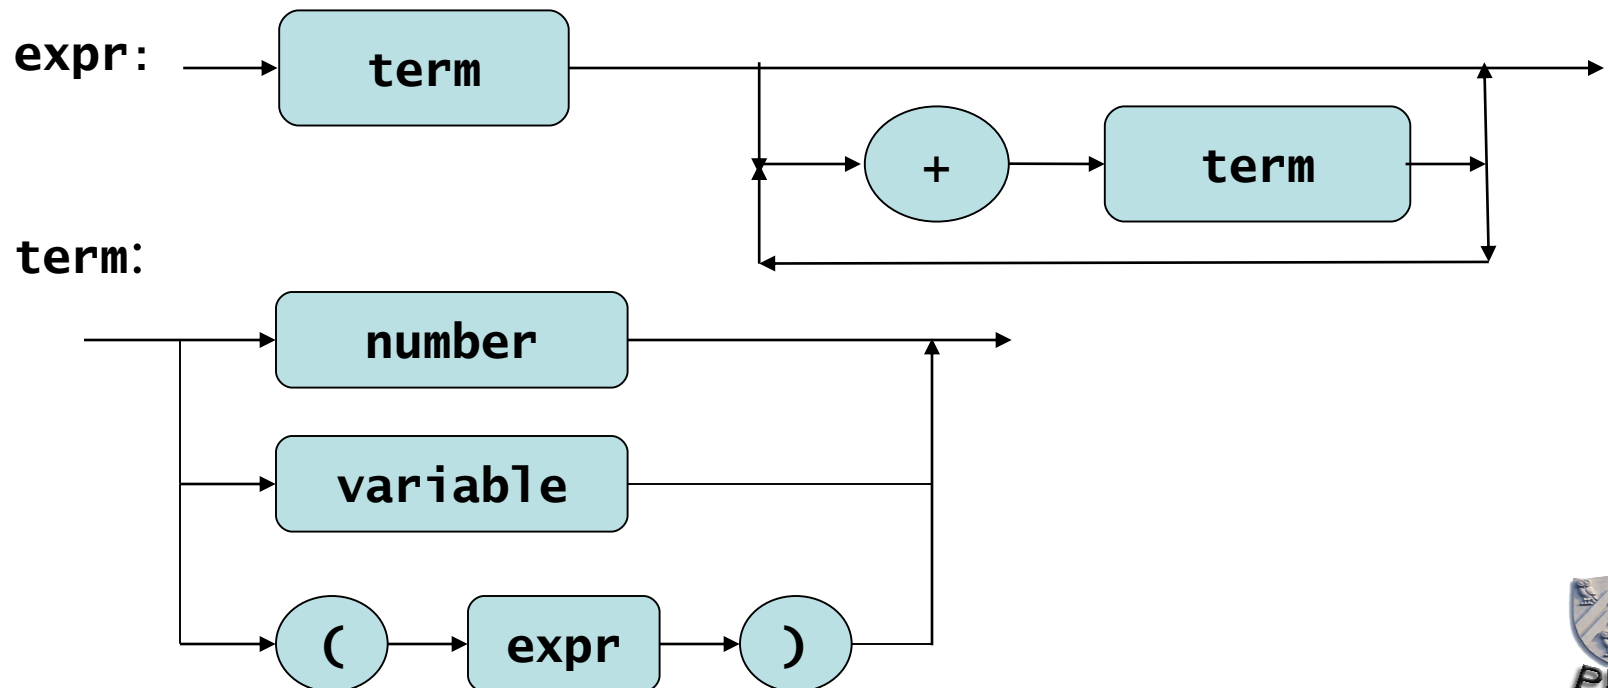 expr:
term
+
term
term:
number
variable
(
expr
)